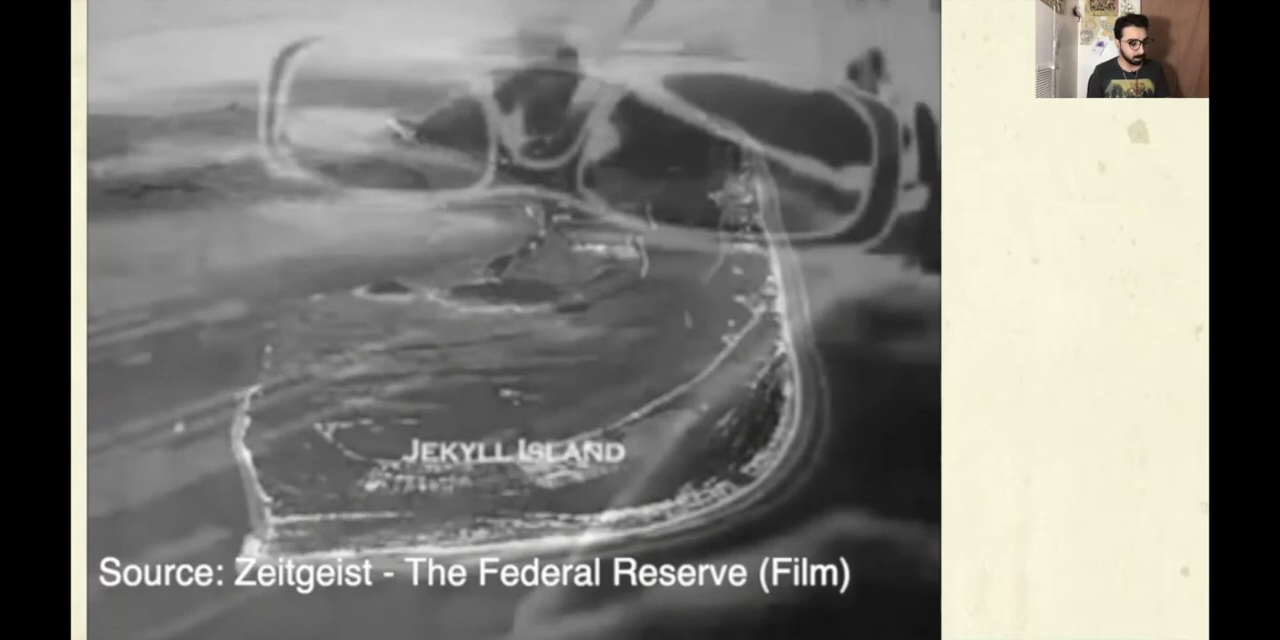 JEKYLL ISLAND
Source: Zeitgeist - The Federal Reserve (Film)